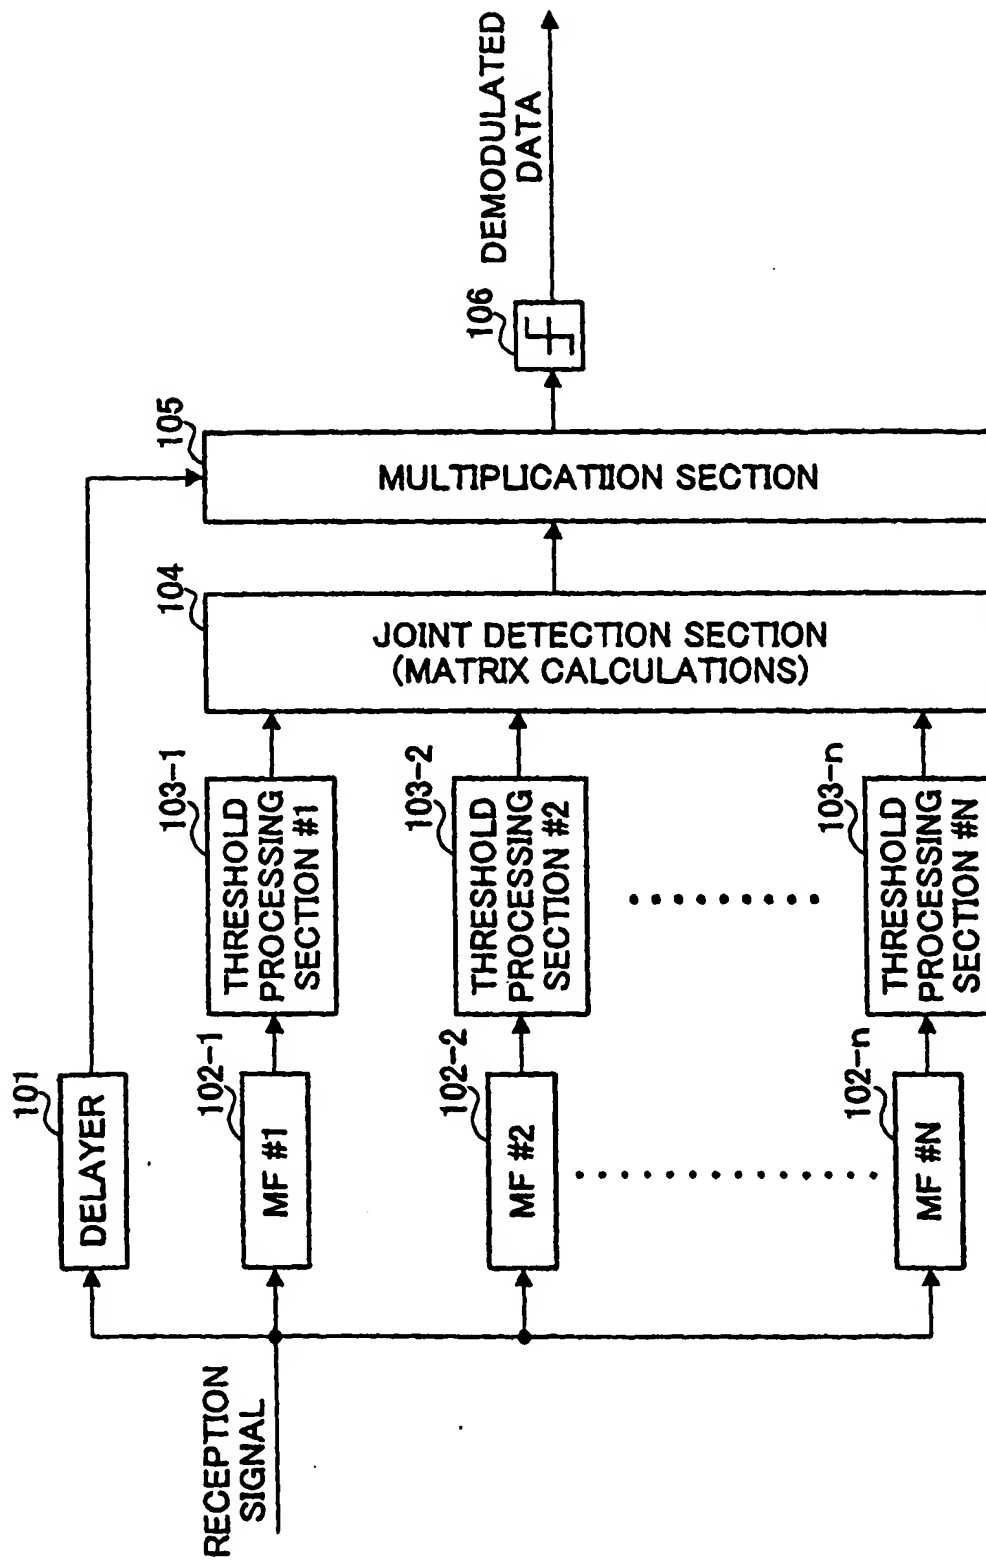 RECEPTION
SIGNAL
101
DELAYER
102-1
MF #1
102-2
MF #2
102-n
MF #N
103-1
THRESHOLD
PROCESSING
SECTION #1
103-2
THRESHOLD
PROCESSING
SECTION #2
103-n
THRESHOLD
PROCESSING
SECTION #N
104
JOINT DETECTION SECTION
(MATRIX CALCULATIONS)
105
MULTIPLICATIION SECTION
106
DEMODULATED
DATA